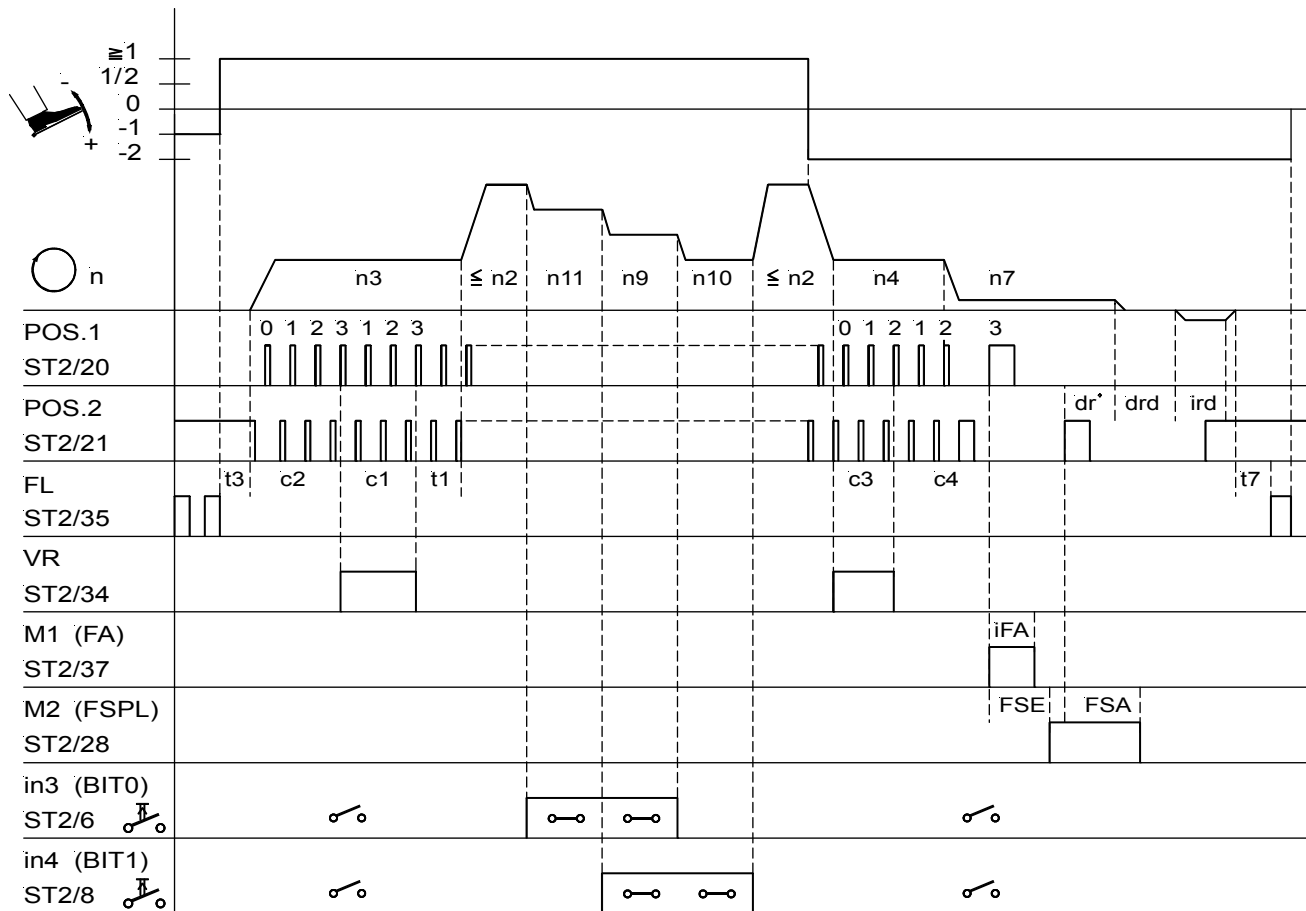 ≧1
1/2
0
-1
-2
-
+
n
n3 ≦ n2 n11 n9 n10 ≦ n2 n4 n7
POS.1 0 1 2 3 1 2 3 0 1 2 1 2 3
ST2/20
POS.2 dr* drd ird
ST2/21
FL t3 c2 c1 t1 c3 c4 t7
ST2/35
VR
ST2/34
M1 (FA) iFA
ST2/37
M2 (FSPL) FSE FSA
ST2/28
in3 (BIT0)
ST2/6
in4 (BIT1)
ST2/8